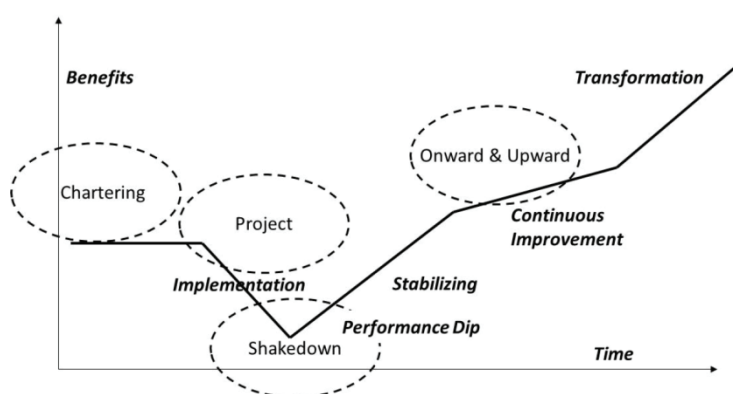 Benefits
Transformation
Onward & Upward
Chartering
Project
Continuous
Improvement
Implementation
Stabilizing
Performance Dip
Shakedown
Time